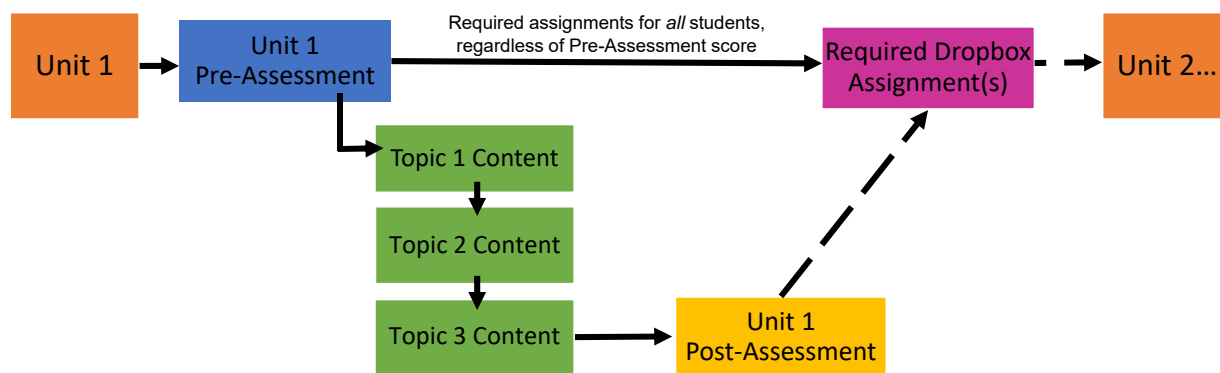 Unit 1
Unit 1
Pre-Assessment
Required assignments for all students,
regardless of Pre-Assessment score
Required Dropbox
Assignment(s)
Unit 2...
Topic 1 Content
Topic 2 Content
Topic 3 Content
Unit 1
Post-Assessment